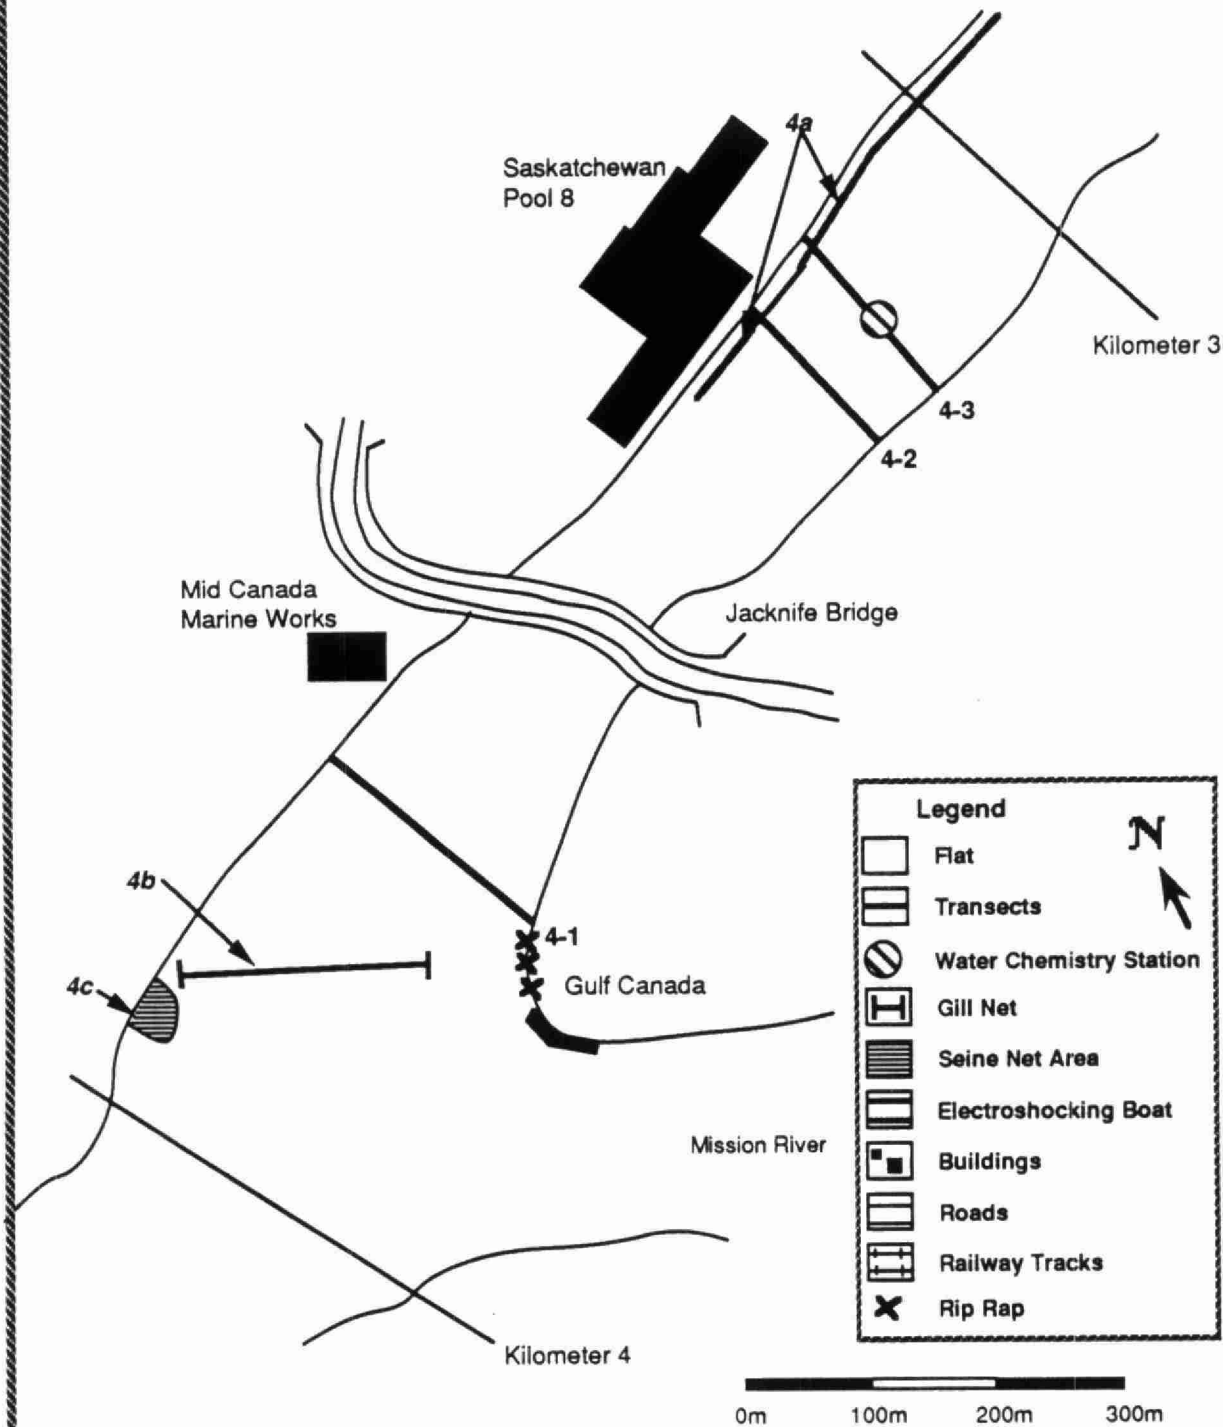 4a
Saskatchewan
Pool 8
Kilometer 3
4-3
4-2
Mid Canada
Marine Works
Jacknife Bridge
4b
4-1
4c
Gulf Canada
Mission River
Kilometer 4
Legend
N
Flat
Transects
Water Chemistry Station
Gill Net
Seine Net Area
Electroshocking Boat
Buildings
Roads
Railway Tracks
Rip Rap
0m 100m 200m 300m